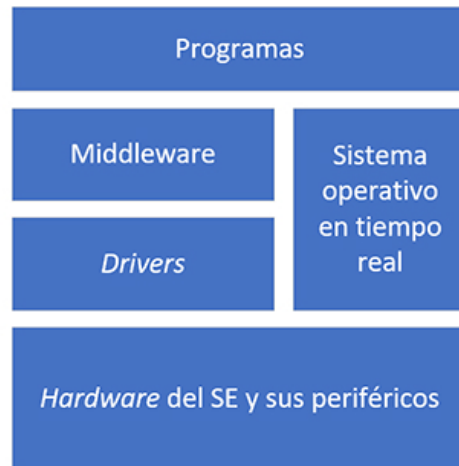 Programas
Middleware
Sistema
operativo
en tiempo
real
Drivers
Hardware del SE y sus periféricos